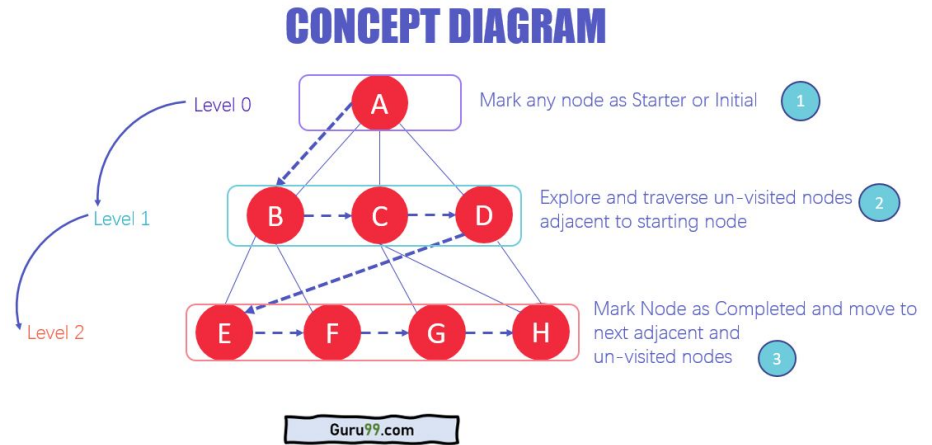 CONCEPT DIAGRAM
Level 0
A
Mark any node as Starter or Initial
1
Level 1
B
C
D
Explore and traverse un-visited nodes
adjacent to starting node
2
Level 2
E
F
G
H
Mark Node as Completed and move to
next adjacent and
un-visited nodes
3
Guru99.com